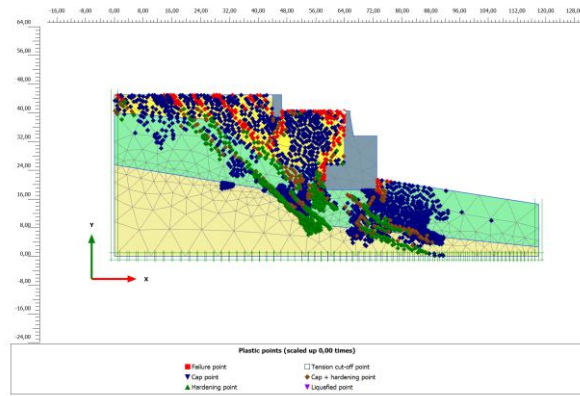 -16,00 0,00 8,00 16,00 24,00 32,00 40,00 48,00 56,00 64,00 72,00 80,00 88,00 96,00 104,00 112,00 120,00 128,00
64,00
56,00
48,00
40,00
32,00
24,00
16,00
8,00
0,00
Y
X
-8,00
-16,00
-24,00
Plastic points (scaled up 0,00 times)
Failure point Tension cut-off point
Cap point Cap + hardening point
Hardening point Liquefied point